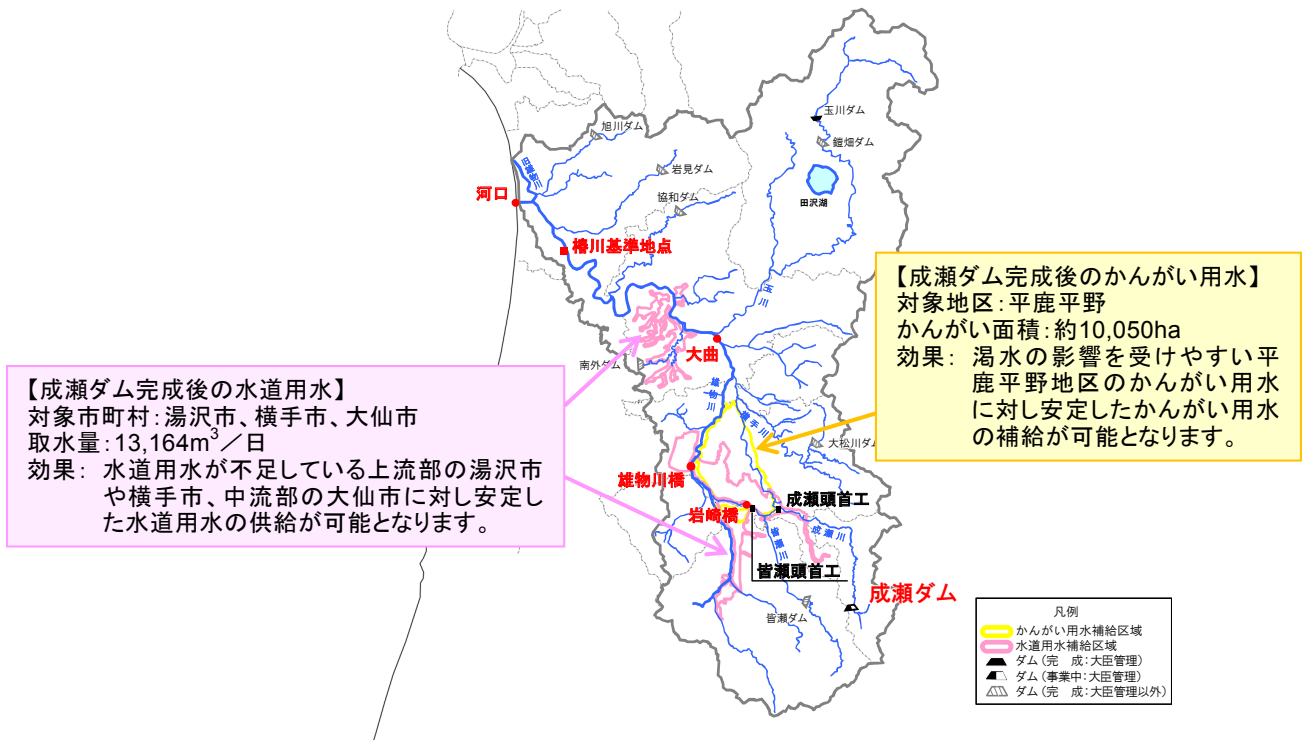 旭川ダム
玉川ダム
鎧畑ダム
岩見ダム
旧雄物川
協和ダム
田沢湖
河口
椿川基準地点
玉川
大曲
南外ダム
雄物川
横手川
大松川ダム
雄物川橋
成瀬頭首工
岩崎橋
皆瀬川
成瀬川
皆瀬頭首工
成瀬ダム
皆瀬ダム
【成瀬ダム完成後のかんがい用水】
対象地区:平鹿平野
かんがい面積:約10,050ha
効果: 渇水の影響を受けやすい平
鹿平野地区のかんがい用水
に対し安定したかんがい用水
の補給が可能となります。
【成瀬ダム完成後の水道用水】
対象市町村:湯沢市、横手市、大仙市
取水量:13,164m³/日
効果: 水道用水が不足している上流部の湯沢市
や横手市、中流部の大仙市に対し安定し
た水道用水の供給が可能となります。
凡例
かんがい用水補給区域
水道用水補給区域
ダム(完 成:大臣管理)
ダム(事業中:大臣管理)
ダム(完 成:大臣管理以外)